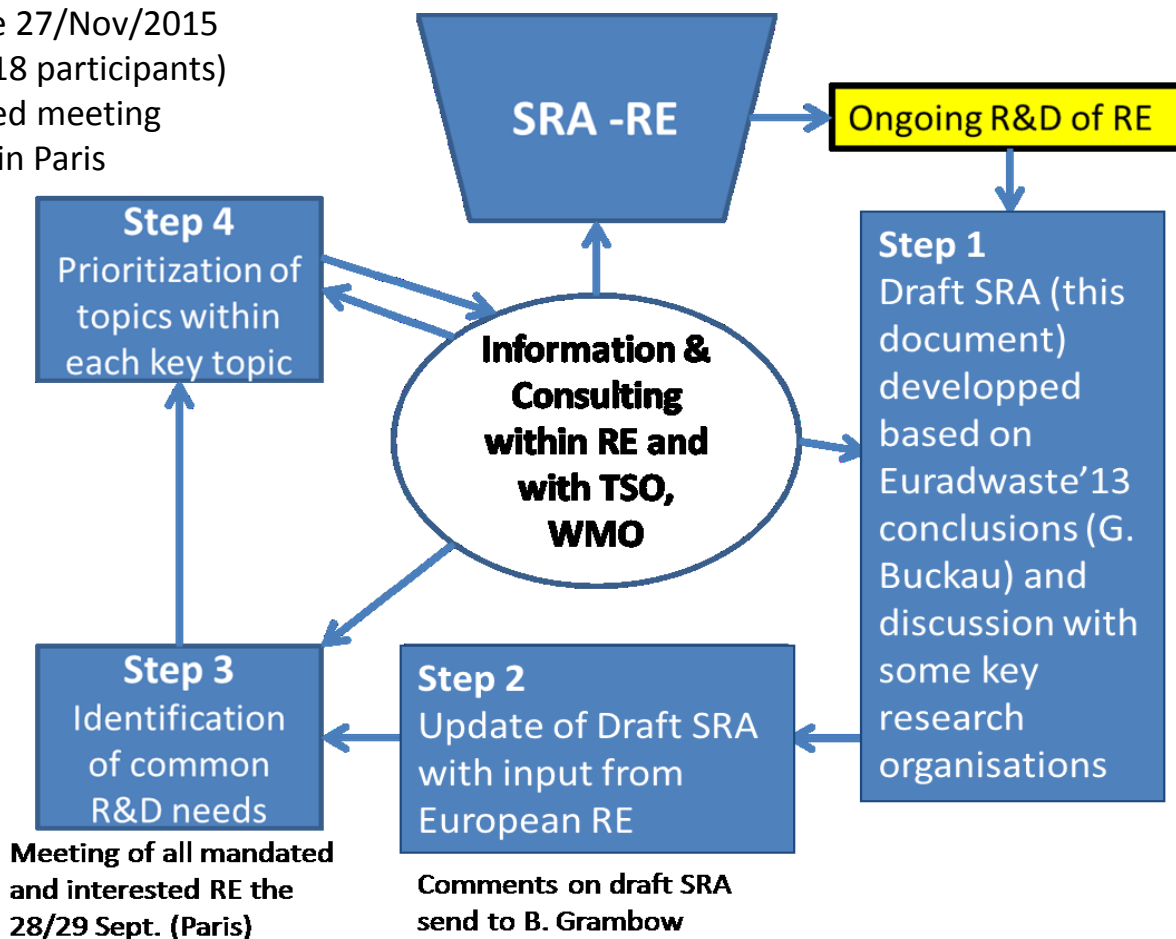 27/Nov/2015
18 participants)
meeting
in Paris
SRA -RE
Ongoing R&D of RE
Step 4
Prioritization of
topics within
each key topic
Information &
Consulting
within RE and
with TSO,
WMO
Step 1
Draft SRA (this
document)
developped
based on
Euradwaste’13
conclusions (G.
Buckau) and
discussion with
some key
research
organisations
Step 2
Update of Draft SRA
with input from
European RE
Step 3
Identification
of common
R&D needs
Meeting of all mandated
and interested RE the
28/29 Sept. (Paris)
Comments on draft SRA
send to B. Grambow